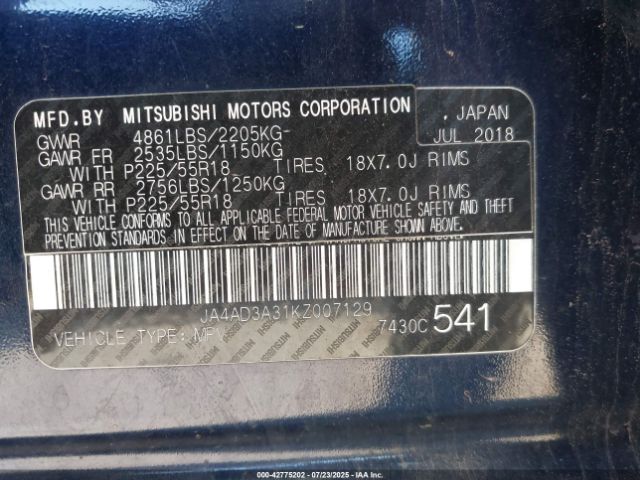 MFD.BY MITSUBISHI MOTORS CORPORATION . JAPAN
GVWR 4861LBS/2205KG JUL 2018
GAWR FR 2535LBS/1150KG
WITH P225/55R18 TIRES 18X7.0J RIMS
GAWR RR 2756LBS/1250KG
WITH P225/55R18 TIRES 18X7.0J RIMS
THIS VEHICLE CONFORMS TO ALL APPLICABLE FEDERAL MOTOR VEHICLE SAFETY AND THEFT
PREVENTION STANDARDS IN EFFECT ON THE DATE OF MANUFACTURE SHOWN ABOVE.
JA4AD3A31KZ007129
VEHICLE TYPE: MPV 7430C 541
000-42775202 - 07/23/2025 - IAAI.COM